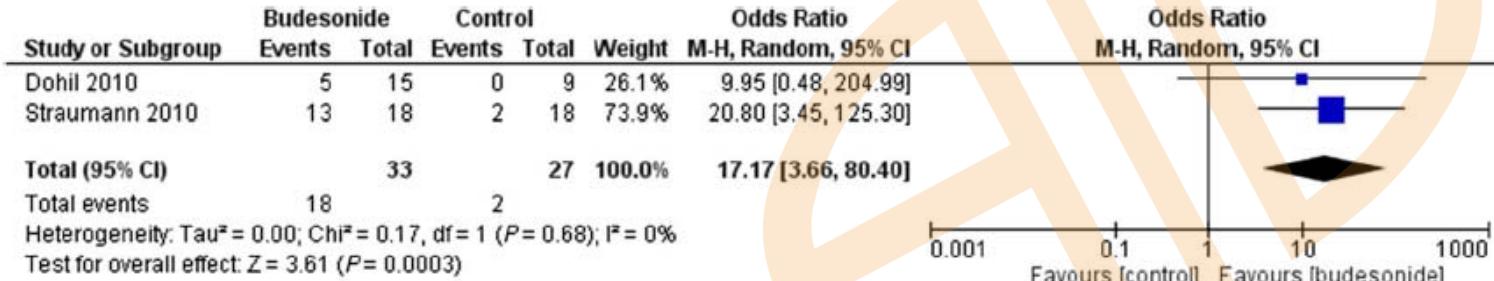 Budesonide Control Odds Ratio Odds Ratio
Study or Subgroup Events Total Events Total Weight M-H, Random, 95% CI M-H, Random, 95% CI
Dohil 2010 5 15 0 9 26.1% 9.95 [0.48, 204.99]
Straumann 2010 13 18 2 18 73.9% 20.80 [3.45, 125.30]
Total (95% CI) 33 27 100.0% 17.17 [3.66, 80.40]
Total events 18 2
Heterogeneity: Tau² = 0.00; Chi² = 0.17, df = 1 (P = 0.68); I² = 0%
Test for overall effect: Z = 3.61 (P = 0.0003)
0.001 0.1 1 10 1000
Favours [control] Favours [budesonide]